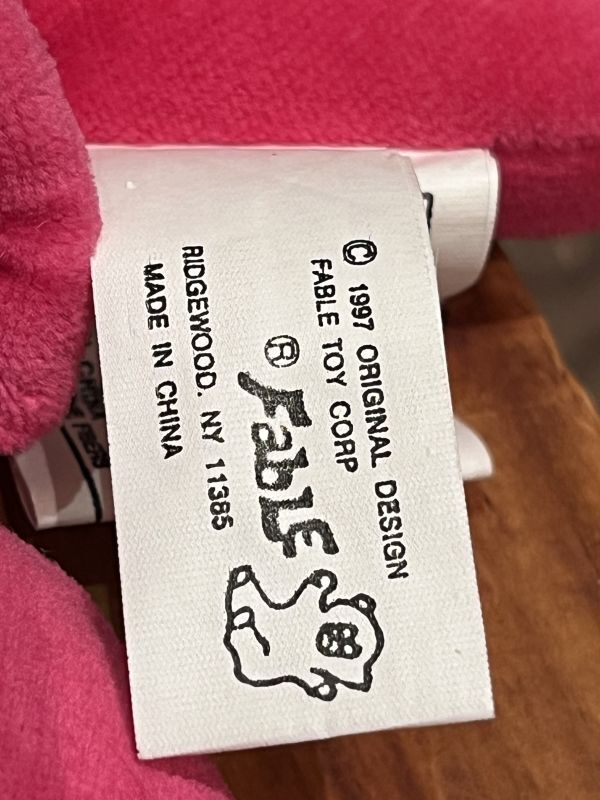 © 1997 ORIGINAL DESIGN
FABLE TOY CORP
® Fable
RIDGEWOOD. NY 11385
MADE IN CHINA